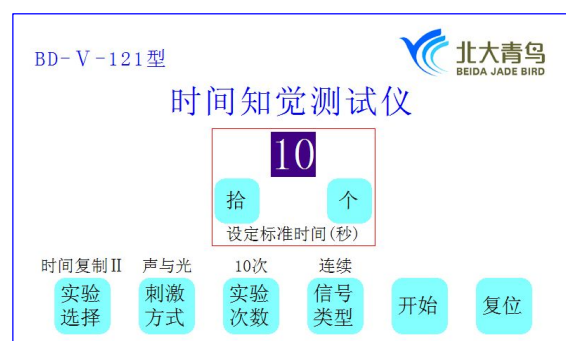 BD-Ⅴ-121型
北大青鸟
BEIDA JADE BIRD
时间知觉测试仪
10
拾 个
设定标准时间(秒)
时间复制Ⅱ 声与光 10次 连续
实验选择 刺激方式 实验次数 信号类型 开始 复位